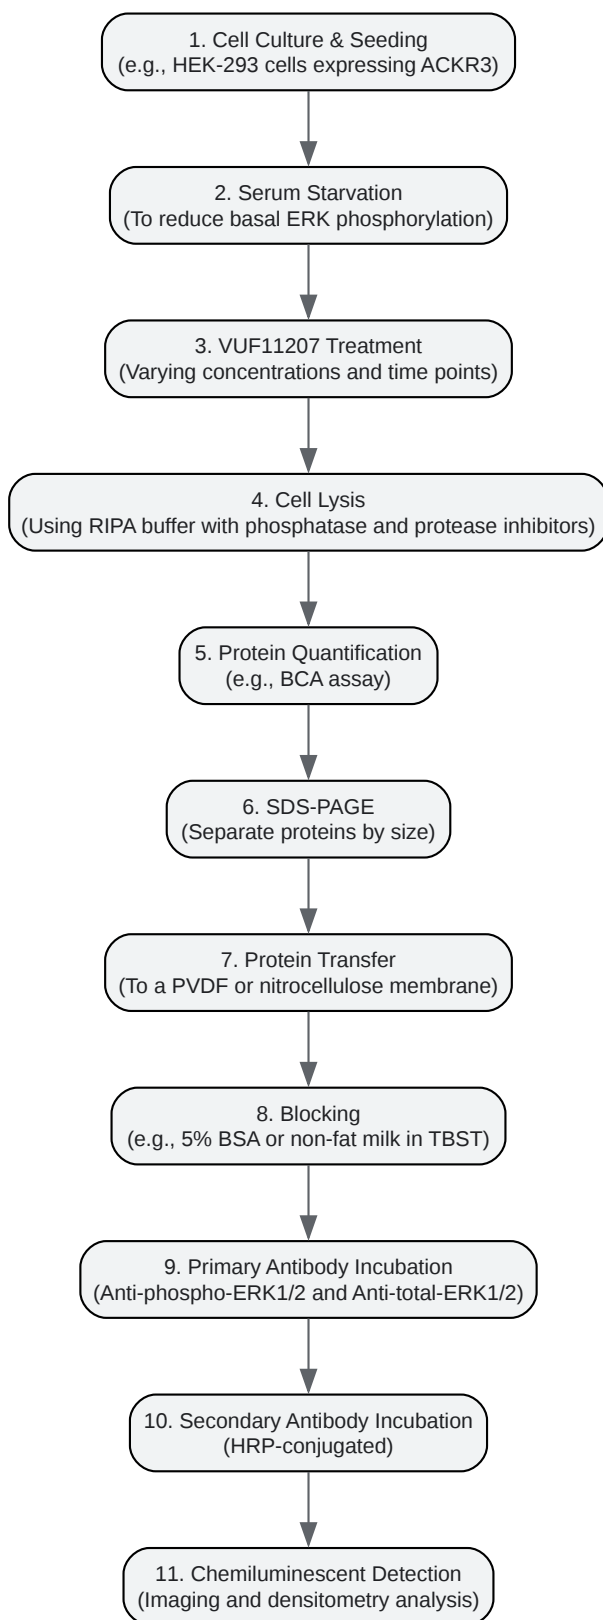 1. Cell Culture & Seeding
(e.g., HEK-293 cells expressing ACKR3)
2. Serum Starvation
(To reduce basal ERK phosphorylation)
3. VUF11207 Treatment
(Varying concentrations and time points)
4. Cell Lysis
(Using RIPA buffer with phosphatase and protease inhibitors)
5. Protein Quantification
(e.g., BCA assay)
6. SDS-PAGE
(Separate proteins by size)
7. Protein Transfer
(To a PVDF or nitrocellulose membrane)
8. Blocking
(e.g., 5% BSA or non-fat milk in TBST)
9. Primary Antibody Incubation
(Anti-phospho-ERK1/2 and Anti-total-ERK1/2)
10. Secondary Antibody Incubation
(HRP-conjugated)
11. Chemiluminescent Detection
(Imaging and densitometry analysis)